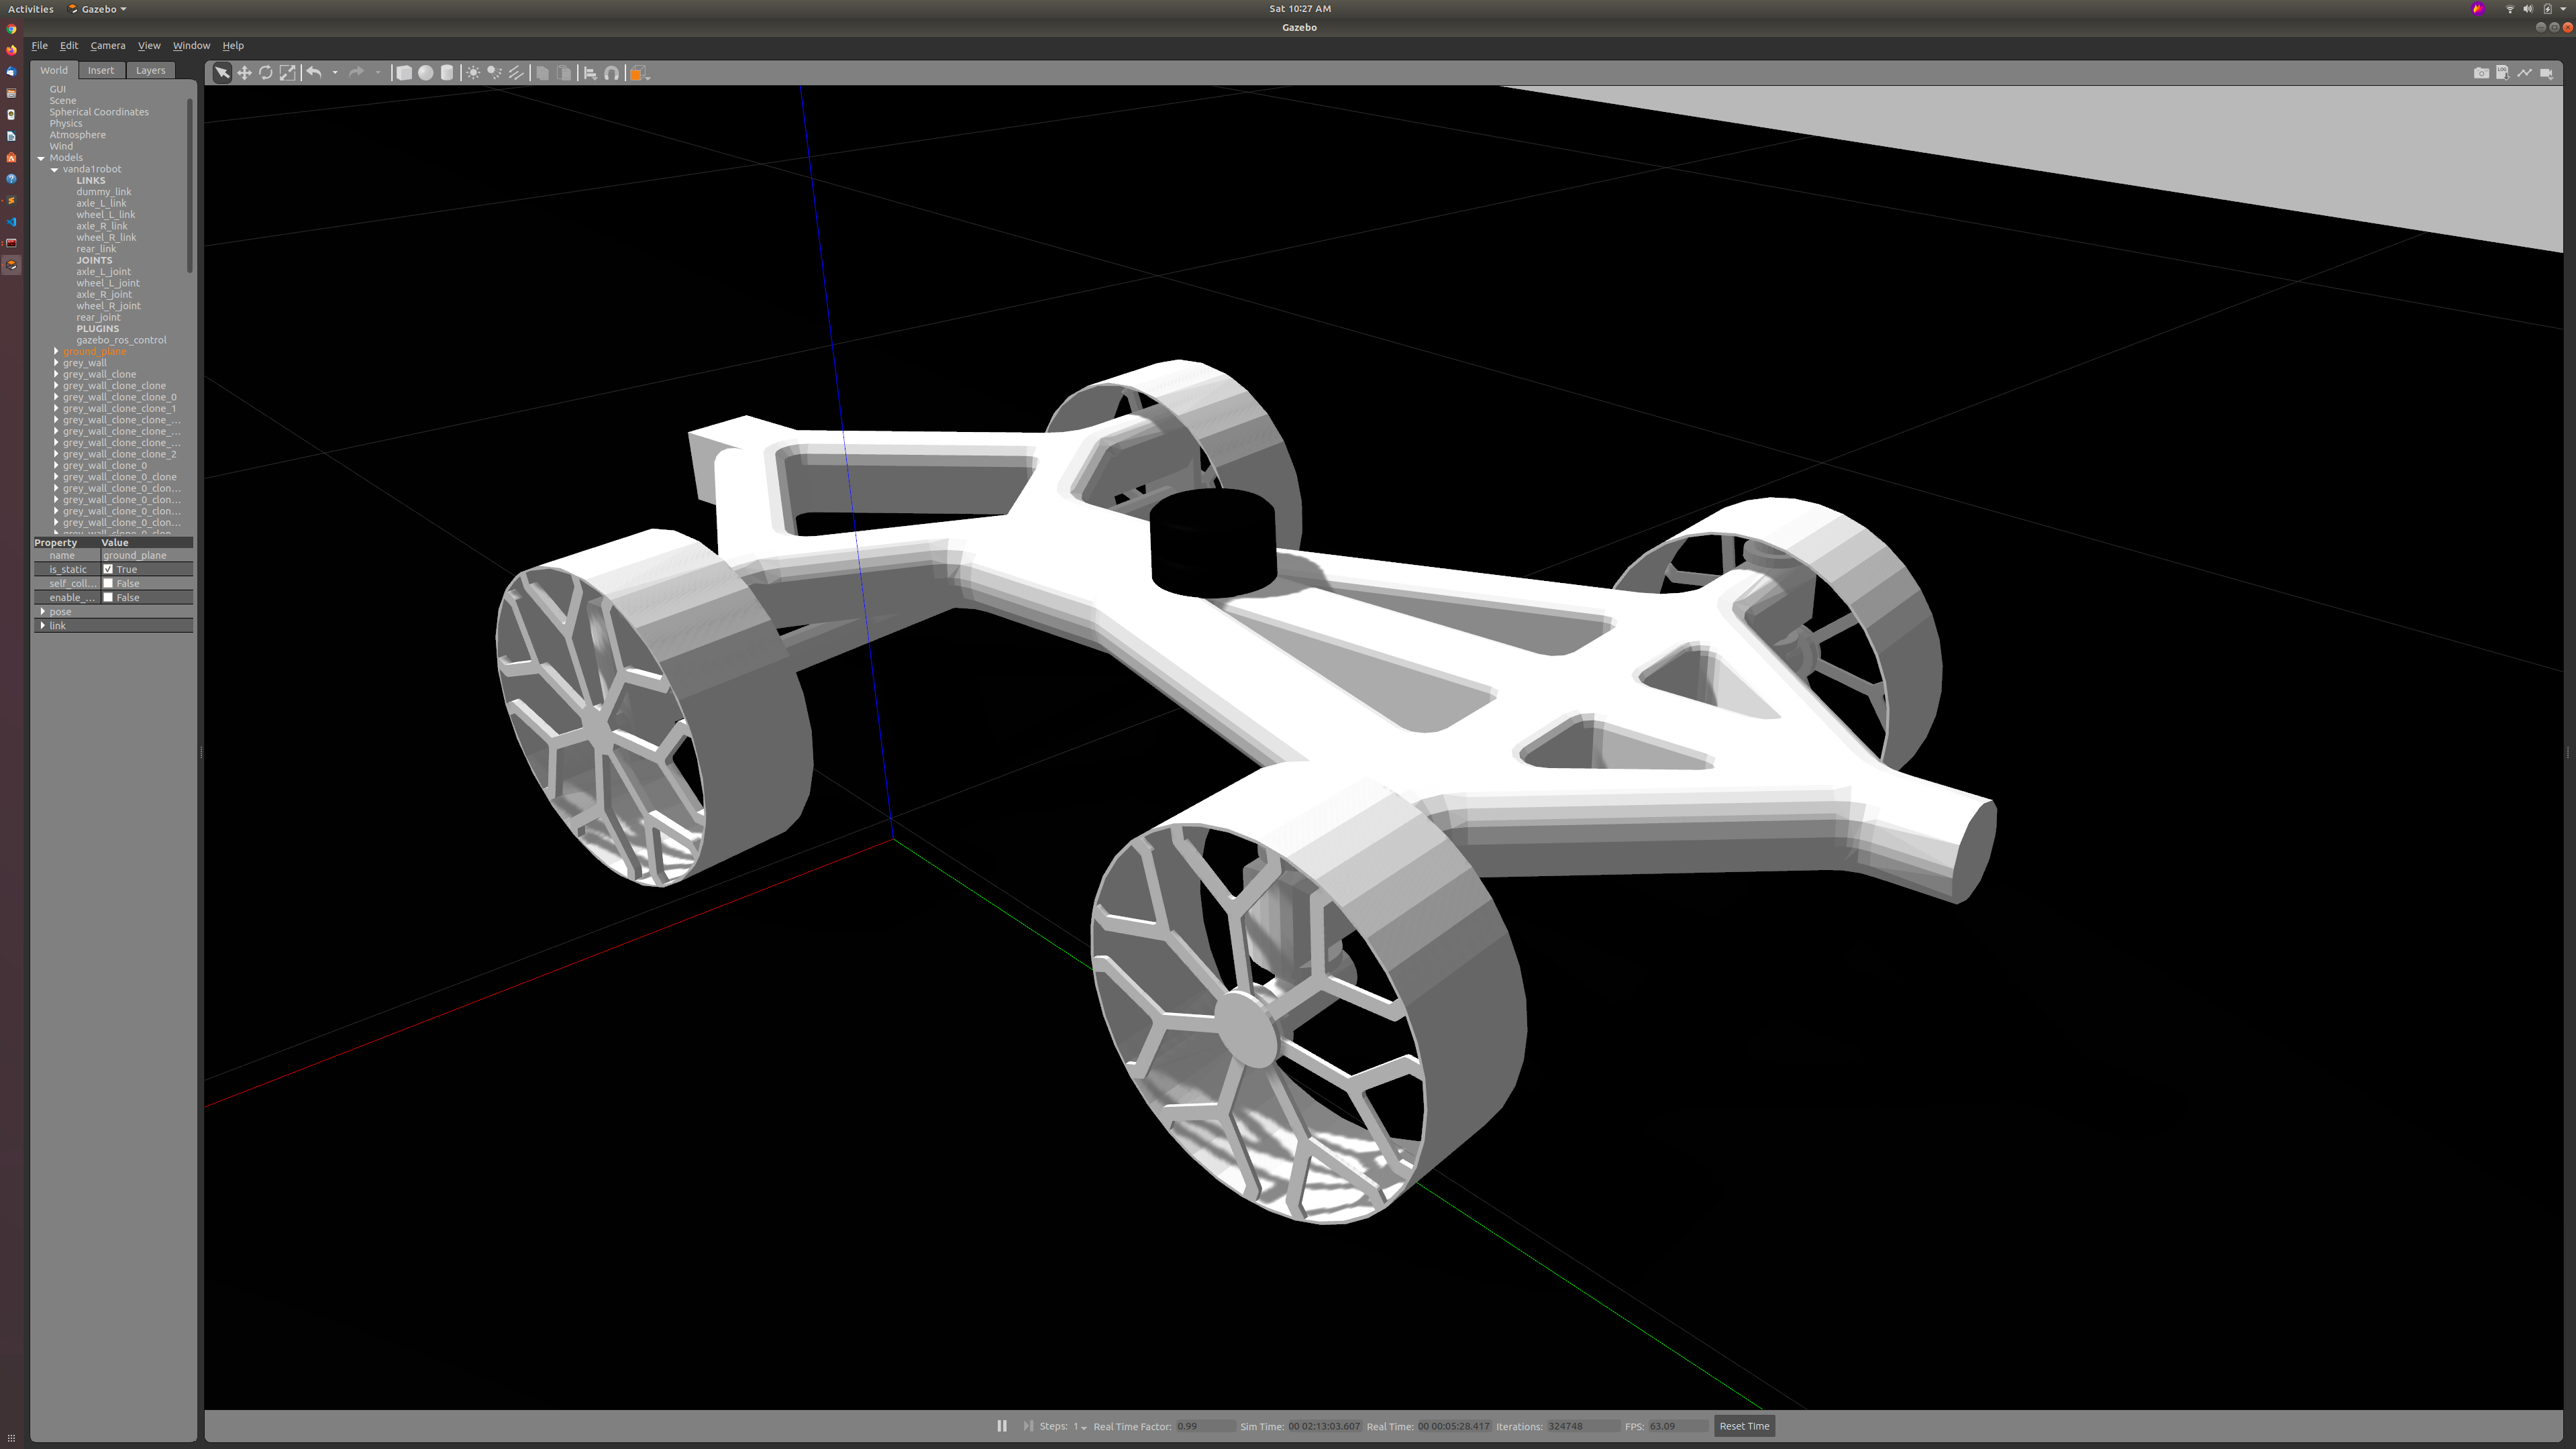 Activities Gazebo Sat 10:27 AM
Gazebo
File Edit Camera View Window Help
World Insert Layers
GUI
Scene
Spherical Coordinates
Physics
Atmosphere
Wind
Models
vanda1robot
LINKS
dummy_link
axle_L_link
wheel_L_link
axle_R_link
wheel_R_link
rear_link
JOINTS
axle_L_joint
wheel_L_joint
axle_R_joint
wheel_R_joint
rear_joint
PLUGINS
gazebo_ros_control
ground_plane
grey_wall
grey_wall_clone
grey_wall_clone_clone
grey_wall_clone_clone_0
grey_wall_clone_clone_1
grey_wall_clone_clone_...
grey_wall_clone_clone_...
grey_wall_clone_clone_...
grey_wall_clone_clone_2
grey_wall_clone_0
grey_wall_clone_0_clone
grey_wall_clone_0_clon...
grey_wall_clone_0_clon...
grey_wall_clone_0_clon...
grey_wall_clone_0_clon...
Property Value
name ground_plane
is_static True
self_coll... False
enable_... False
pose
link
LOG
Steps: 1 Real Time Factor: 0.99 Sim Time: 00 02:13:03.607 Real Time: 00 00:05:28.417 Iterations: 324748 FPS: 63.09 Reset Time